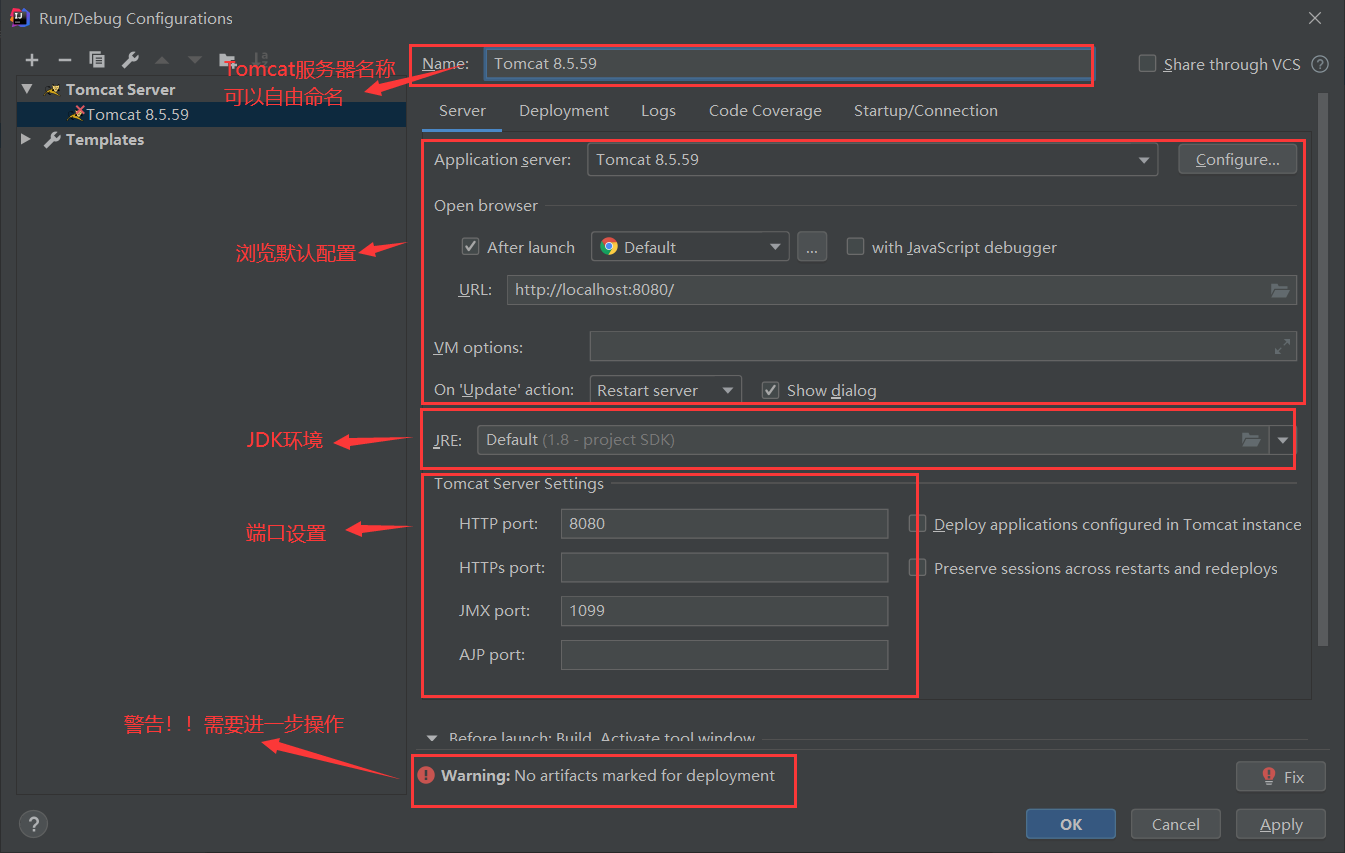 Run/Debug Configurations
Tomcat服务器名称
可以自由命名
Name: Tomcat 8.5.59
Share through VCS
Tomcat Server
Tomcat 8.5.59
Templates
Server Deployment Logs Code Coverage Startup/Connection
Application server: Tomcat 8.5.59 Configure...
Open browser
浏览默认配置
After launch Default ... with JavaScript debugger
URL: http://localhost:8080/
VM options:
On 'Update' action: Restart server Show dialog
JDK环境
JRE: Default (1.8 - project SDK)
Tomcat Server Settings
端口设置
HTTP port: 8080 Deploy applications configured in Tomcat instance
HTTPs port: Preserve sessions across restarts and redeploys
JMX port: 1099
AJP port:
警告！！需要进一步操作
Before launch: Build, Activate tool window
Warning: No artifacts marked for deployment Fix
? OK Cancel Apply